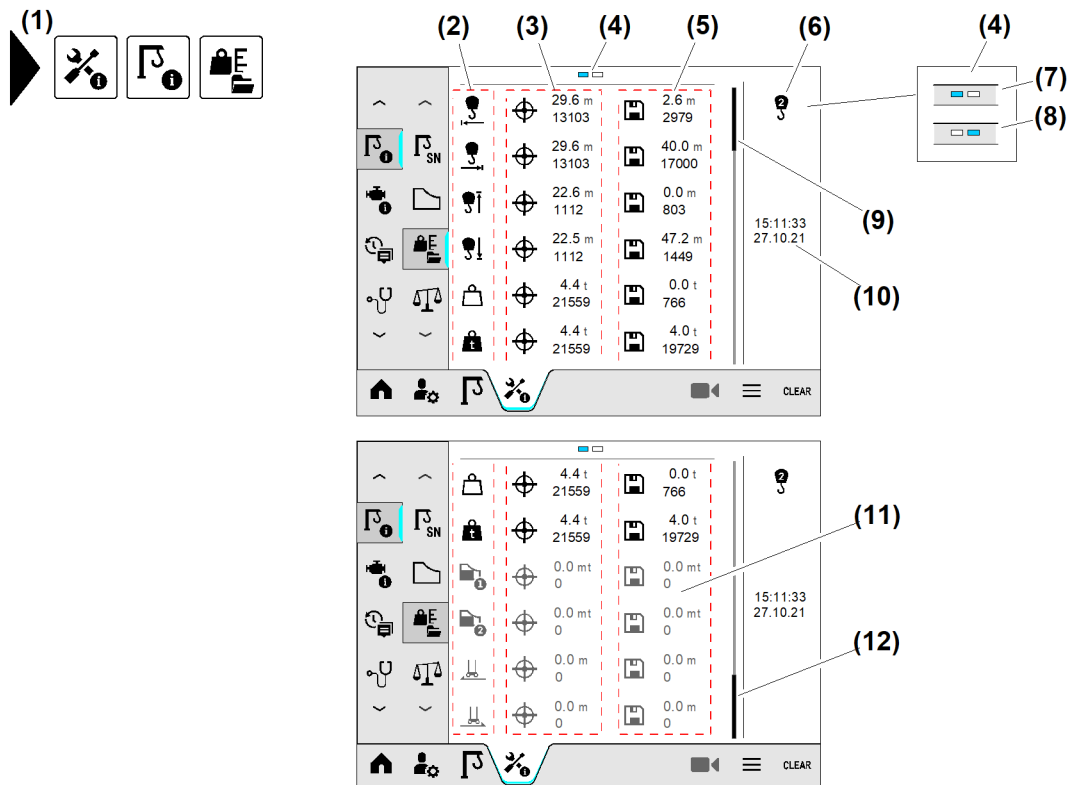 (1)
(2)
(3)
(4)
(5)
(6)
(4)
(7)
(8)
(9)
(10)
E
2
29.6 m
13103
2.6 m
2979
29.6 m
13103
40.0 m
17000
22.6 m
1112
0.0 m
803
22.5 m
1112
47.2 m
1449
4.4 t
21559
0.0 t
766
t
4.4 t
21559
4.0 t
19729
SN
E
15:11:33
27.10.21
CLEAR
(11)
(12)
2
4.4 t
21559
0.0 t
766
t
4.4 t
21559
4.0 t
19729
1
0.0 mt
0
0.0 mt
0
2
0.0 mt
0
0.0 mt
0
0.0 m
0
0.0 m
0
0.0 m
0
0.0 m
0
SN
E
15:11:33
27.10.21
CLEAR